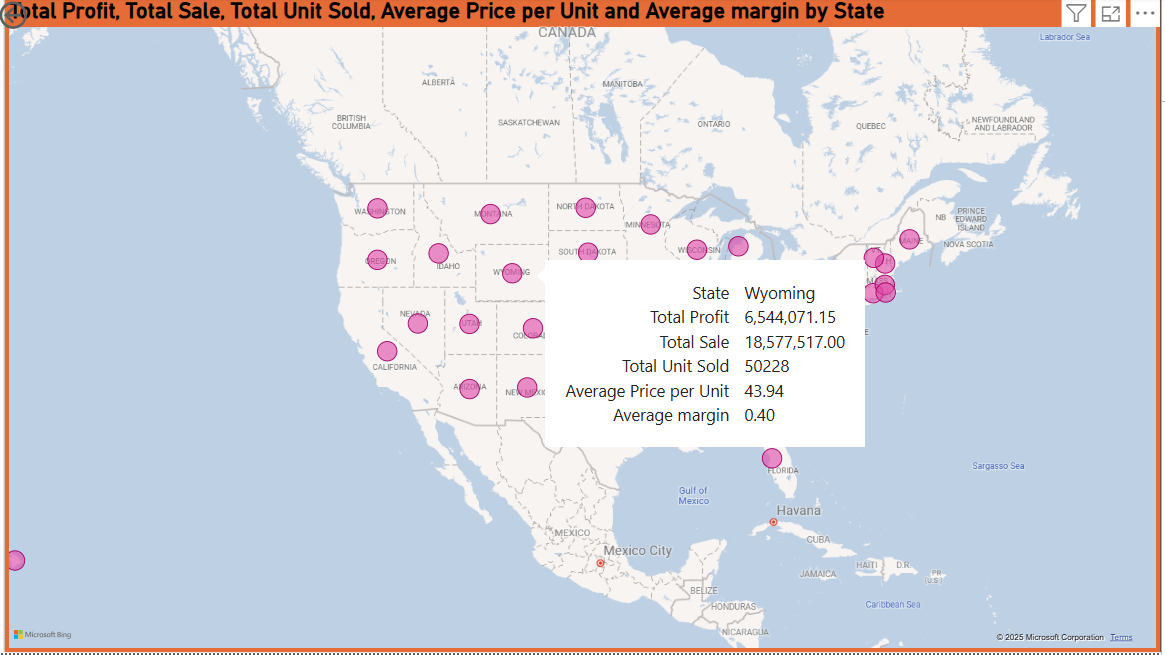 Total Profit, Total Sale, Total Unit Sold, Average Price per Unit and Average margin by State
CANADA
Labrador Sea
ALBERTA
MANITOBA
BRITISH
COLUMBIA
SASKATCHEWAN
ONTARIO
QUEBEC
NEWFOUNDLAND
AND LABRADOR
WASHINGTON
MONTANA
NORTH DAKOTA
MINNESOTA
NB
PRINCE
EDWARD
ISLAND
NOVA SCOTIA
MAINE
OREGON
IDAHO
WYOMING
SOUTH DAKOTA
WISCONSIN
NEVADA
UTAH
CALIFORNIA
ARIZONA
State Wyoming
Total Profit 6,544,071.15
Total Sale 18,577,517.00
Total Unit Sold 50228
Average Price per Unit 43.94
Average margin 0.40
FLORIDA
Sargasso Sea
Gulf of
Mexico
Havana
MEXICO
CUBA
Mexico City
HAITI
D.R.
JAMAICA
PR
(U.S.)
BELIZE
Caribbean Sea
HONDURAS
NICARAGUA
Microsoft Bing
© 2025 Microsoft Corporation Terms